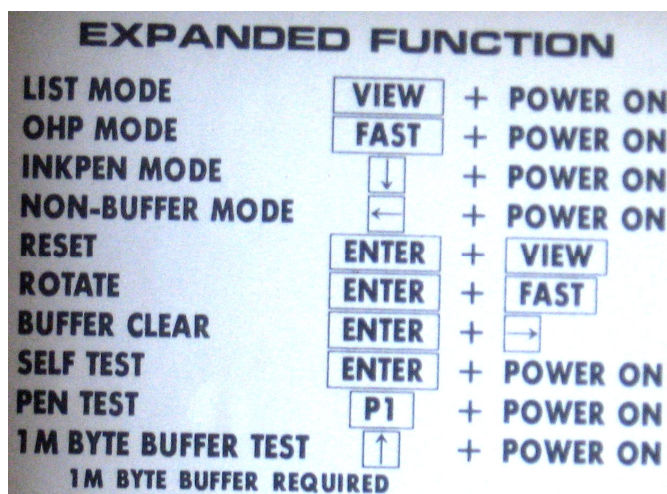 EXPANDED FUNCTION
LIST MODE VIEW + POWER ON
OHP MODE FAST + POWER ON
INKPEN MODE ↓ + POWER ON
NON-BUFFER MODE ← + POWER ON
RESET ENTER + VIEW
ROTATE ENTER + FAST
BUFFER CLEAR ENTER + →
SELF TEST ENTER + POWER ON
PEN TEST P1 + POWER ON
1M BYTE BUFFER TEST ↑ + POWER ON
1M BYTE BUFFER REQUIRED